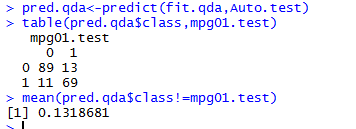 > pred.qda<-predict(fit.qda,Auto.test)
> table(pred.qda$class,mpg01.test)
   mpg01.test
     0  1
  0 89 13
  1 11 69
> mean(pred.qda$class!=mpg01.test)
[1] 0.1318681
>